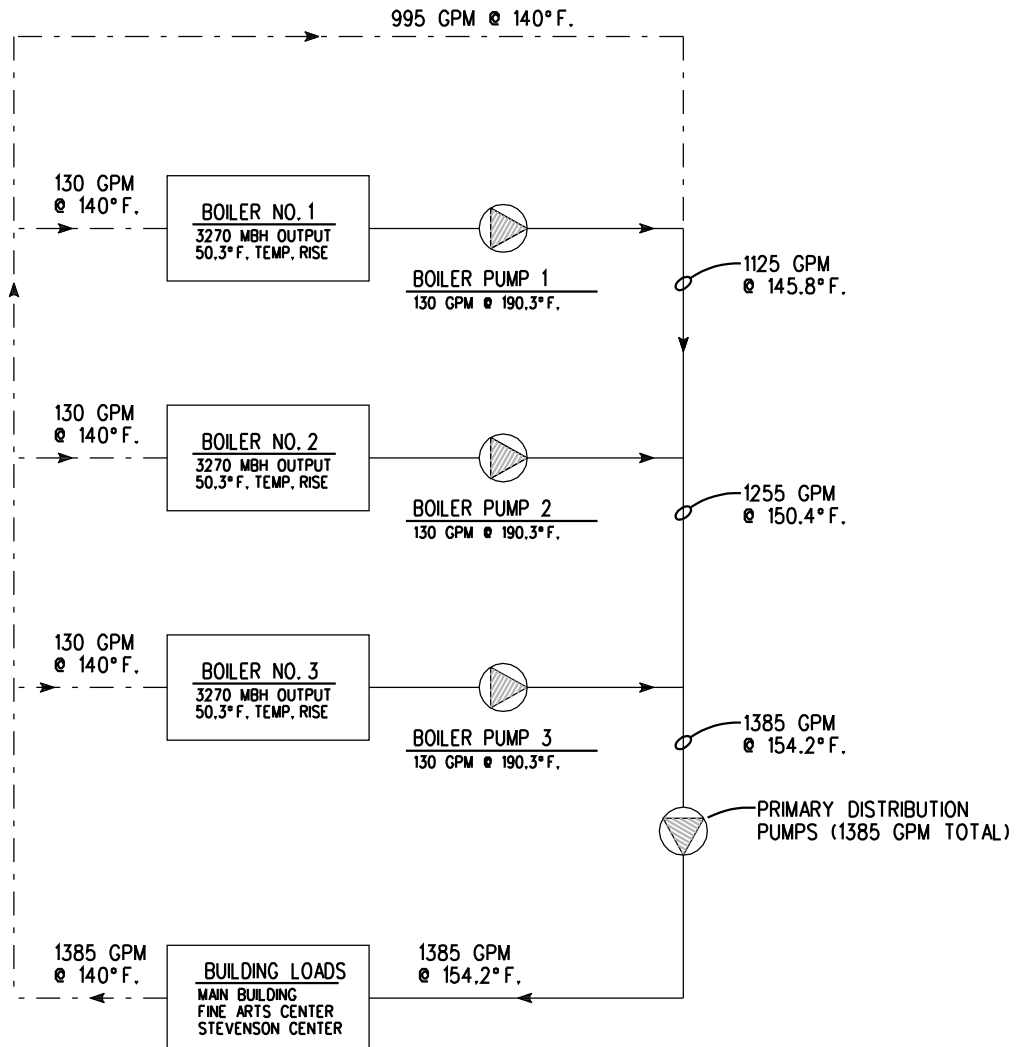 995 GPM @ 140°F.
130 GPM
@ 140°F.
BOILER NO. 1
3270 MBH OUTPUT
50.3°F. TEMP. RISE
BOILER PUMP 1
130 GPM @ 190.3°F.
1125 GPM
@ 145.8°F.
130 GPM
@ 140°F.
BOILER NO. 2
3270 MBH OUTPUT
50.3°F. TEMP. RISE
BOILER PUMP 2
130 GPM @ 190.3°F.
1255 GPM
@ 150.4°F.
130 GPM
@ 140°F.
BOILER NO. 3
3270 MBH OUTPUT
50.3°F. TEMP. RISE
BOILER PUMP 3
130 GPM @ 190.3°F.
1385 GPM
@ 154.2°F.
PRIMARY DISTRIBUTION
PUMPS (1385 GPM TOTAL)
1385 GPM
@ 140°F.
BUILDING LOADS
MAIN BUILDING
FINE ARTS CENTER
STEVENSON CENTER
1385 GPM
@ 154.2°F.